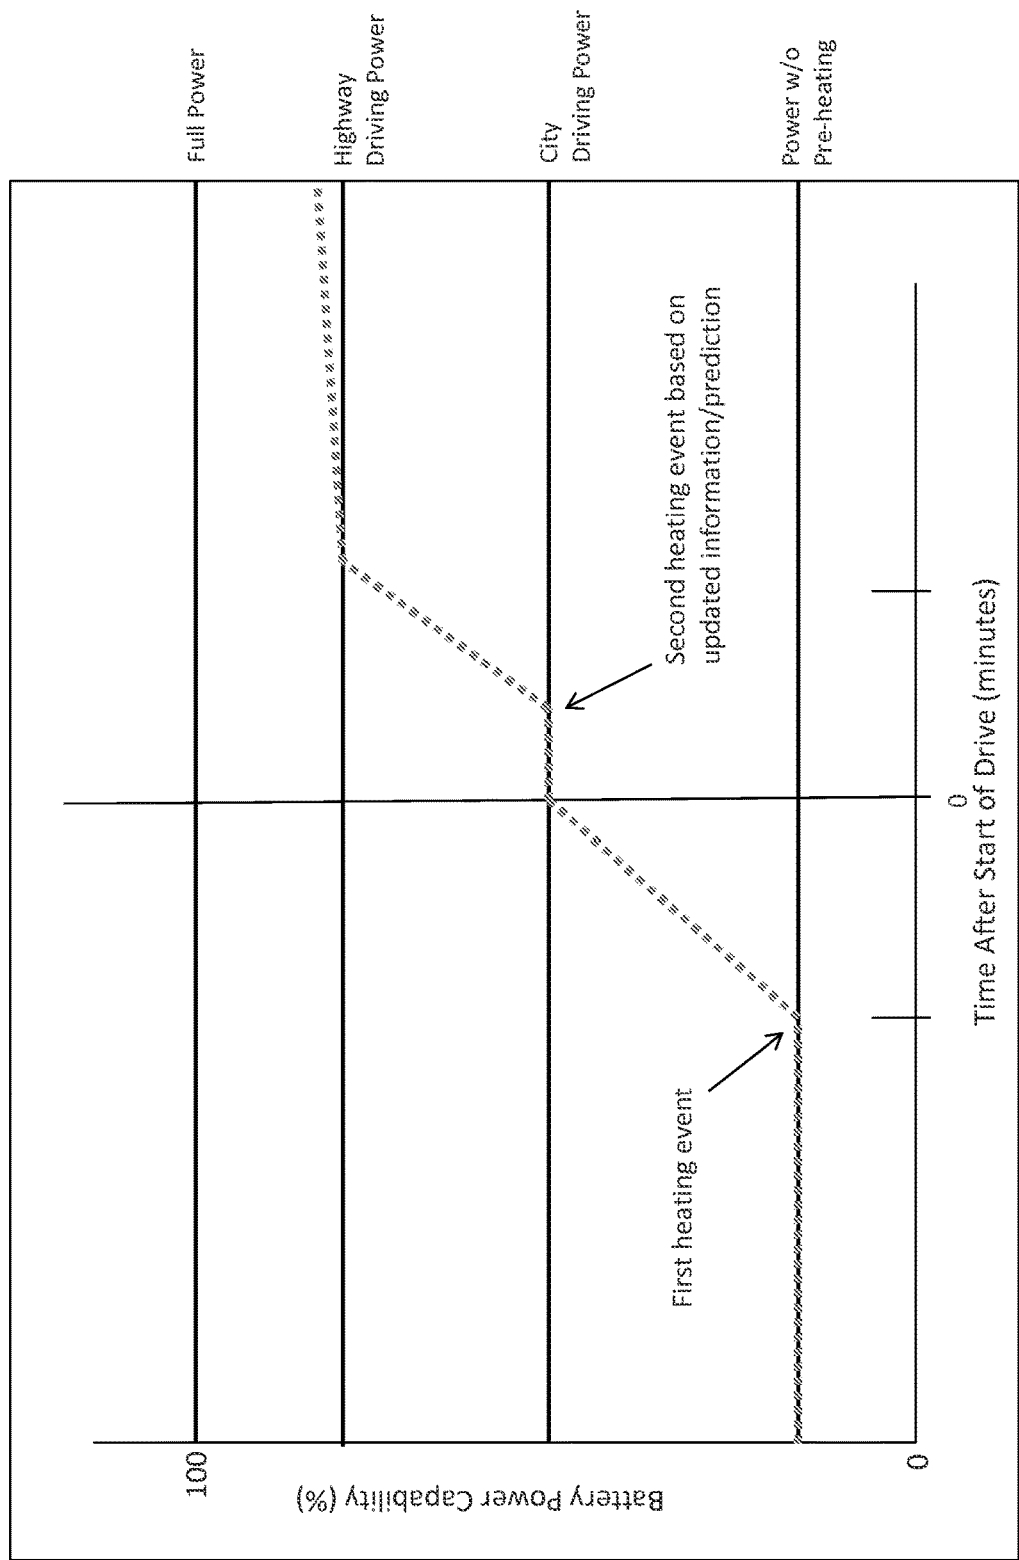 Full Power
Highway
Driving Power
City
Driving Power
Power w/o
Pre-heating
100
Battery Power Capability (%)
First heating event
Second heating event based on
updated information/prediction
0
0
Time After Start of Drive (minutes)